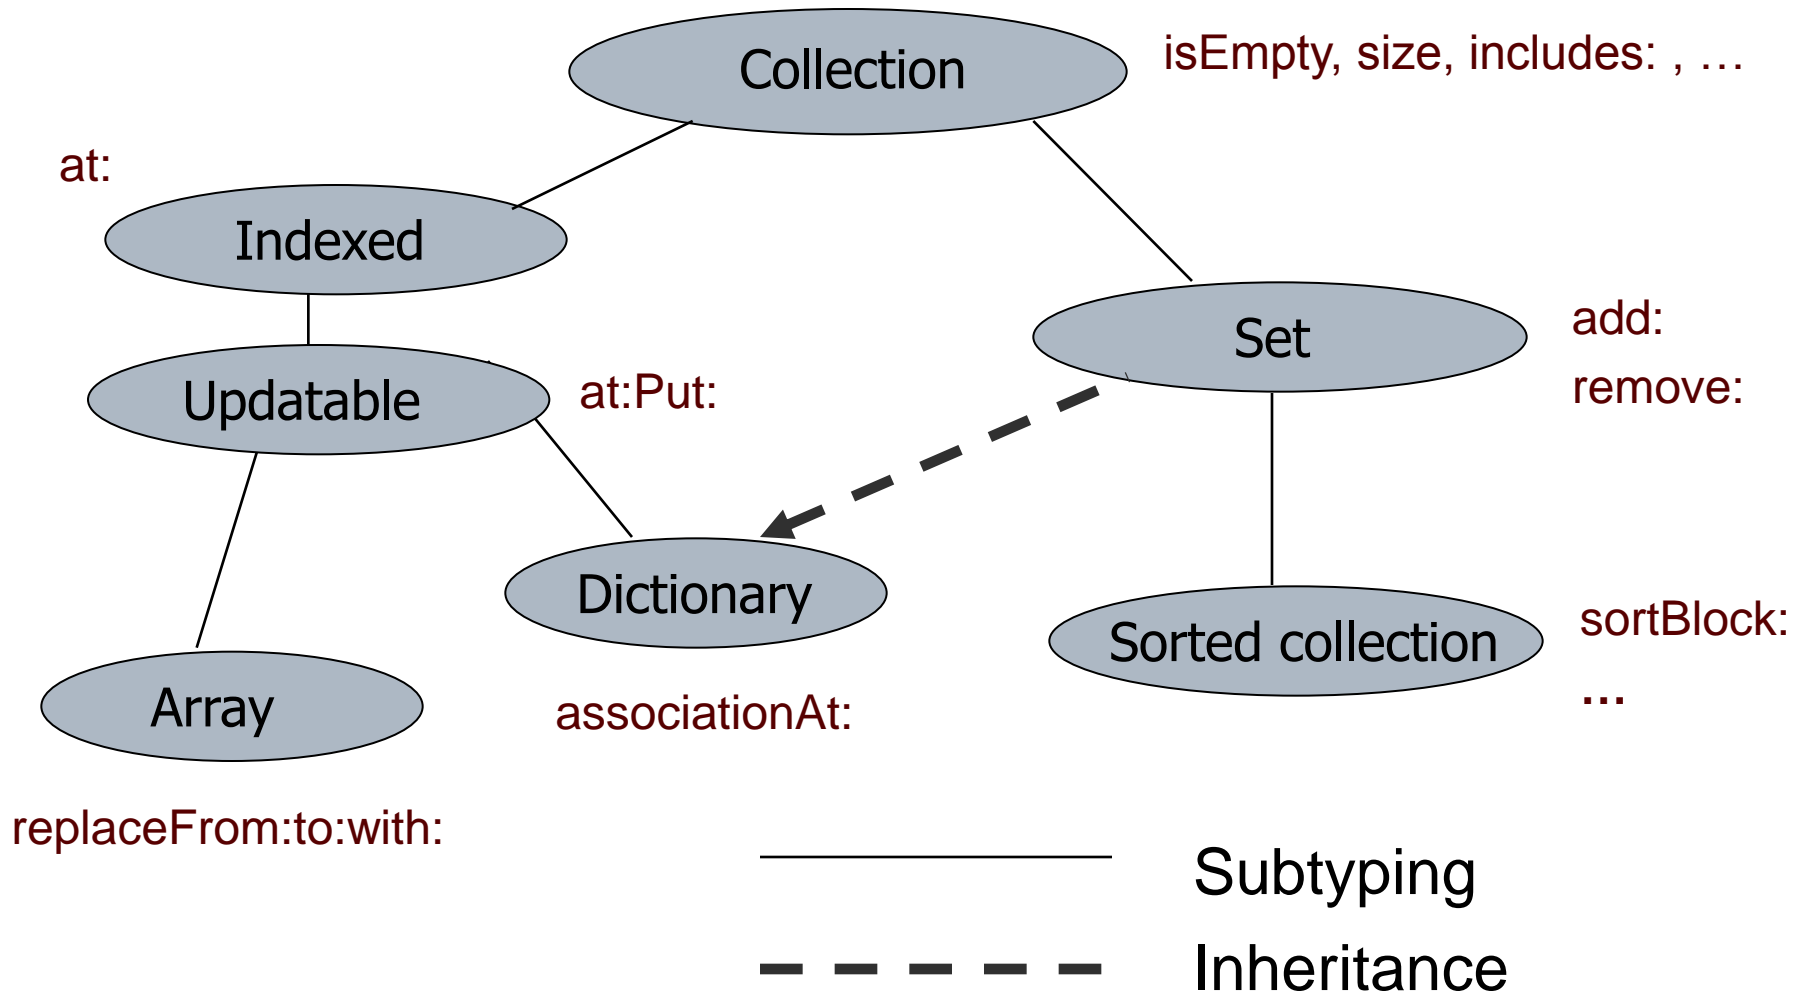 Collection
isEmpty, size, includes: , …
at:
Indexed
Set
add:
remove:
Updatable
at:Put:
Dictionary
associationAt:
Sorted collection
sortBlock:
…
Array
replaceFrom:to:with:
Subtyping
Inheritance